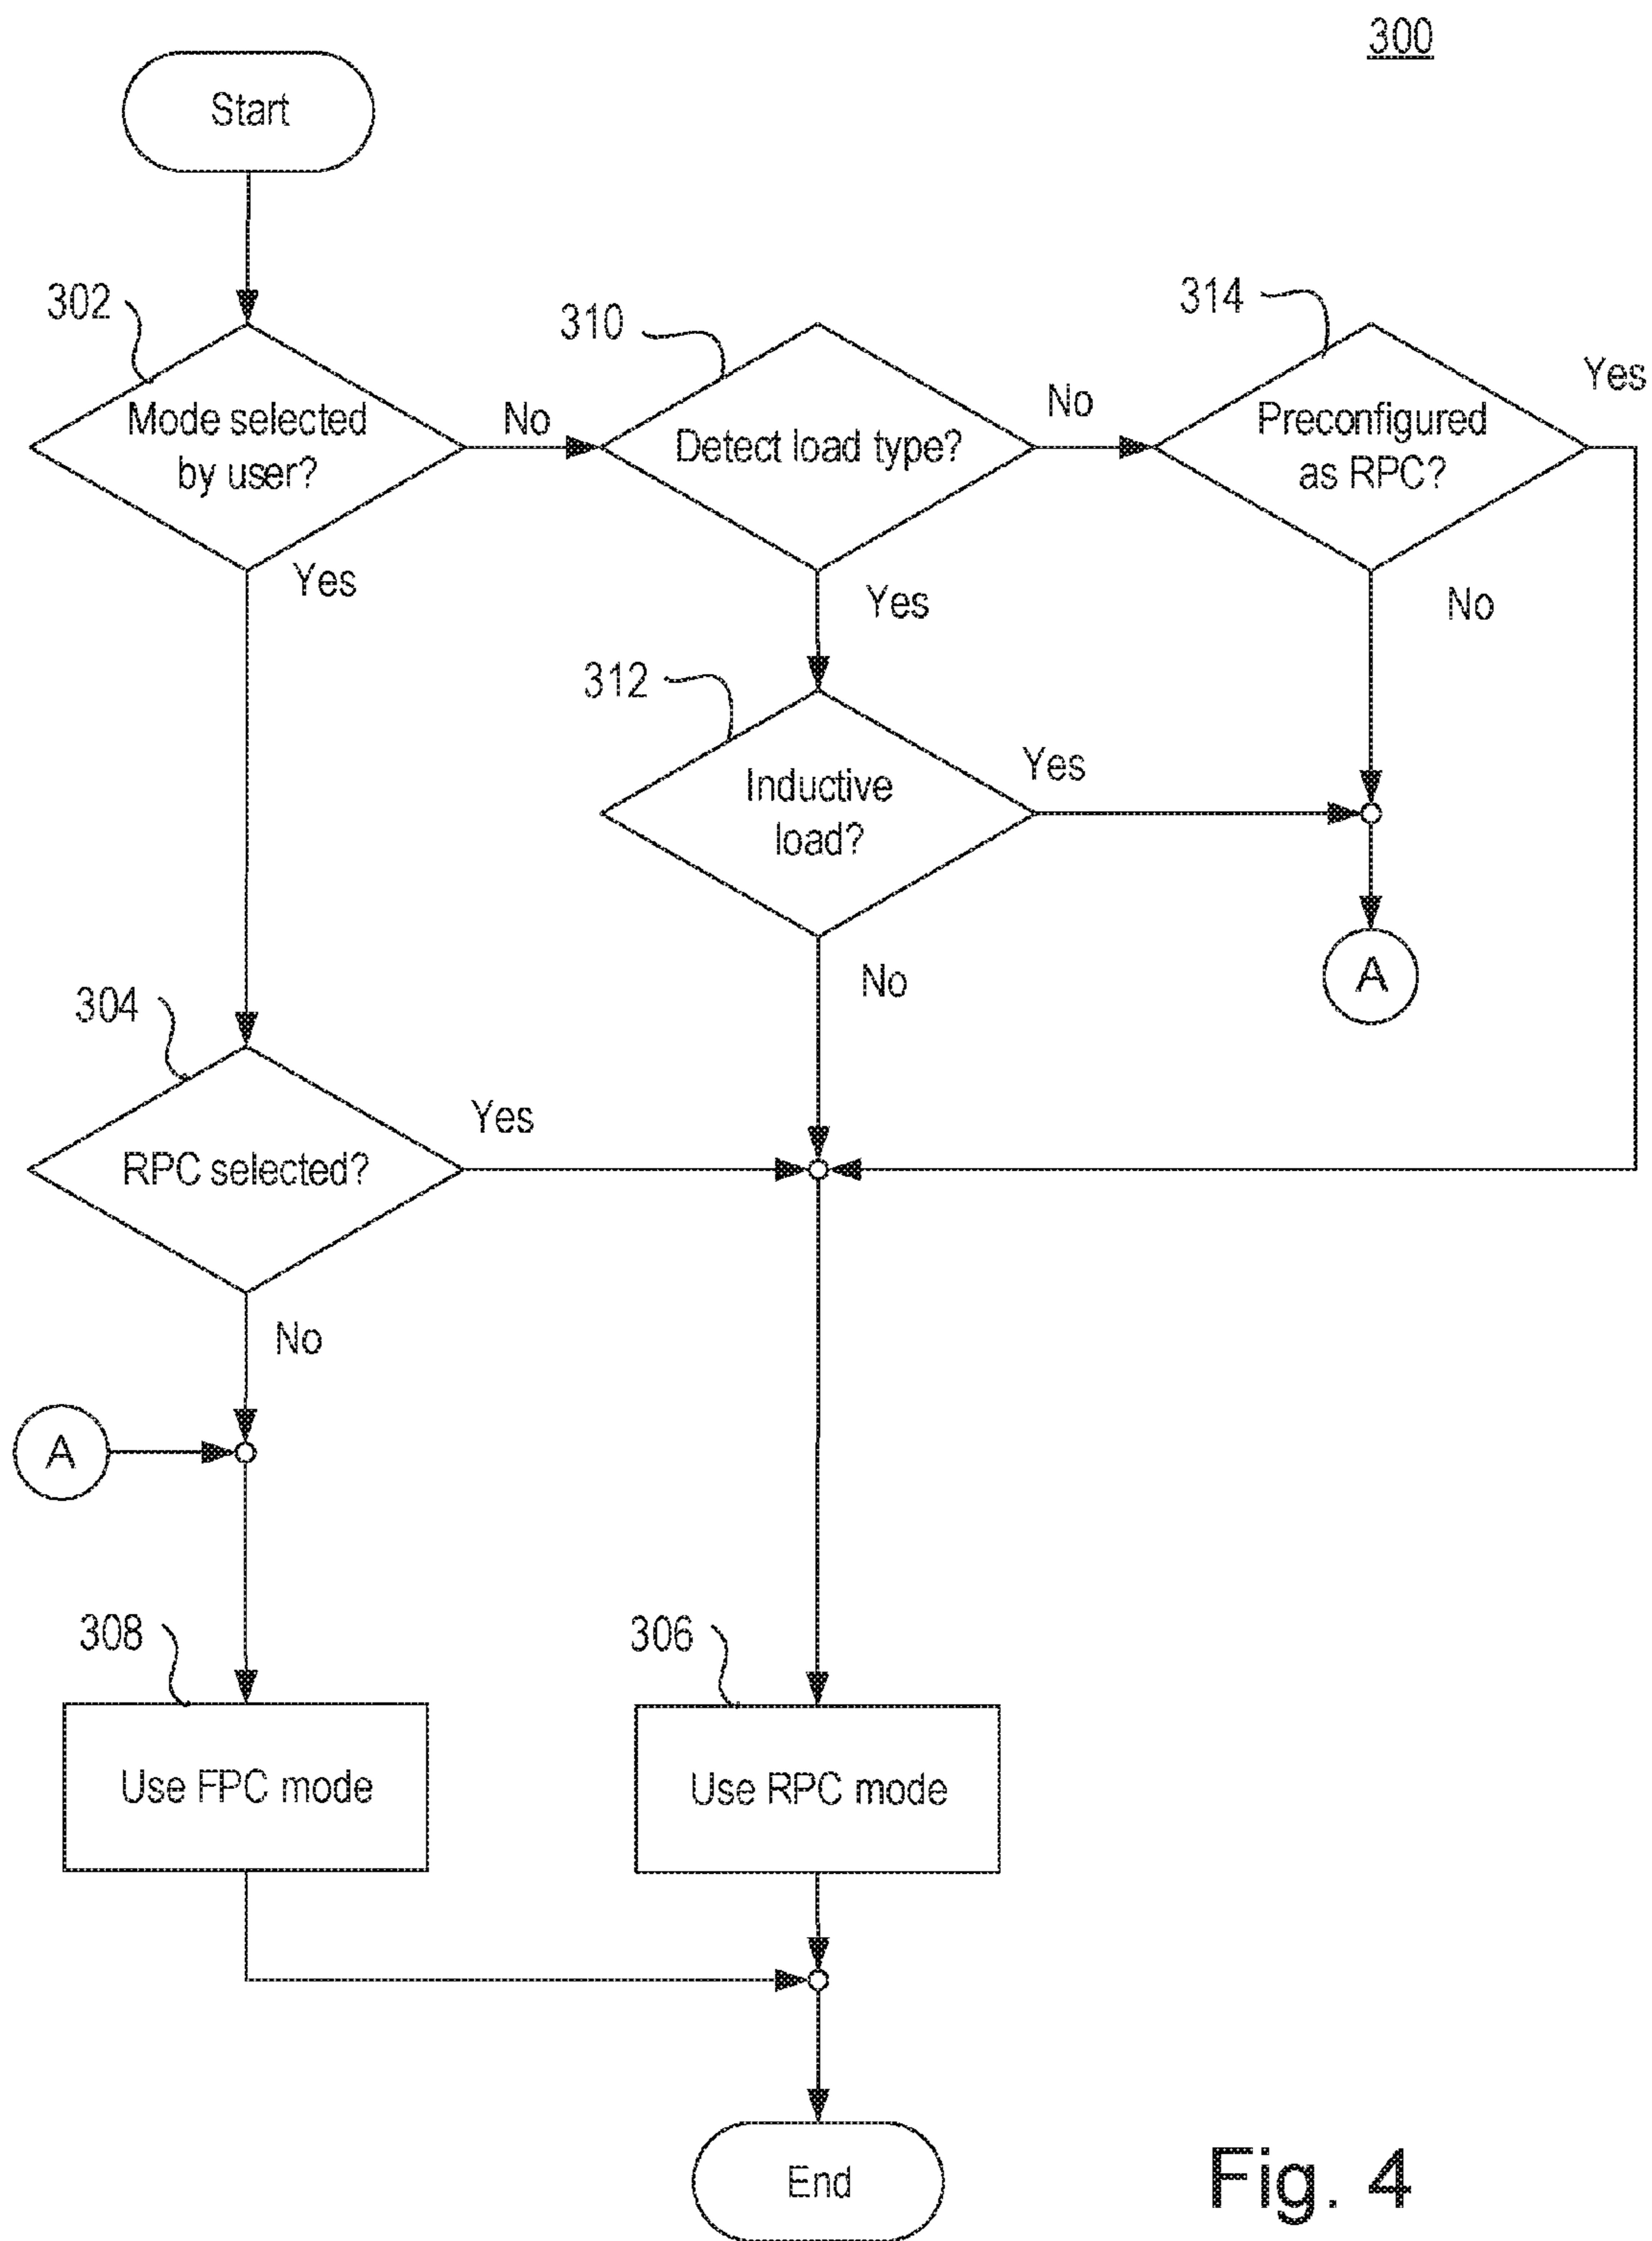 300
Start
302
310
314
Mode selected
by user?
No
Detect load type?
No
Preconfigured
as RPC?
Yes
Yes
Yes
No
312
Inductive
load?
Yes
A
No
304
RPC selected?
Yes
No
A
308
306
Use FPC mode
Use RPC mode
End
Fig. 4